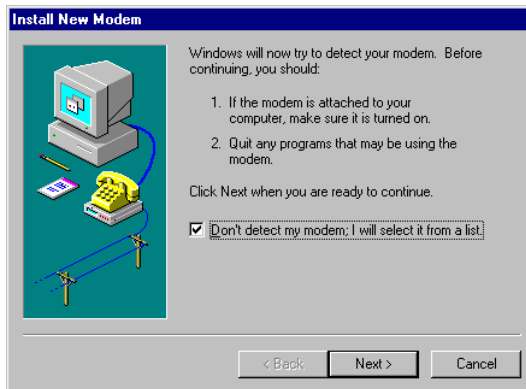 Install New Modem
Windows will now try to detect your modem. Before
continuing, you should:
1. If the modem is attached to your
computer, make sure it is turned on.
2. Quit any programs that may be using the
modem.
Click Next when you are ready to continue.
Don't detect my modem; I will select it from a list.
< Back
Next >
Cancel